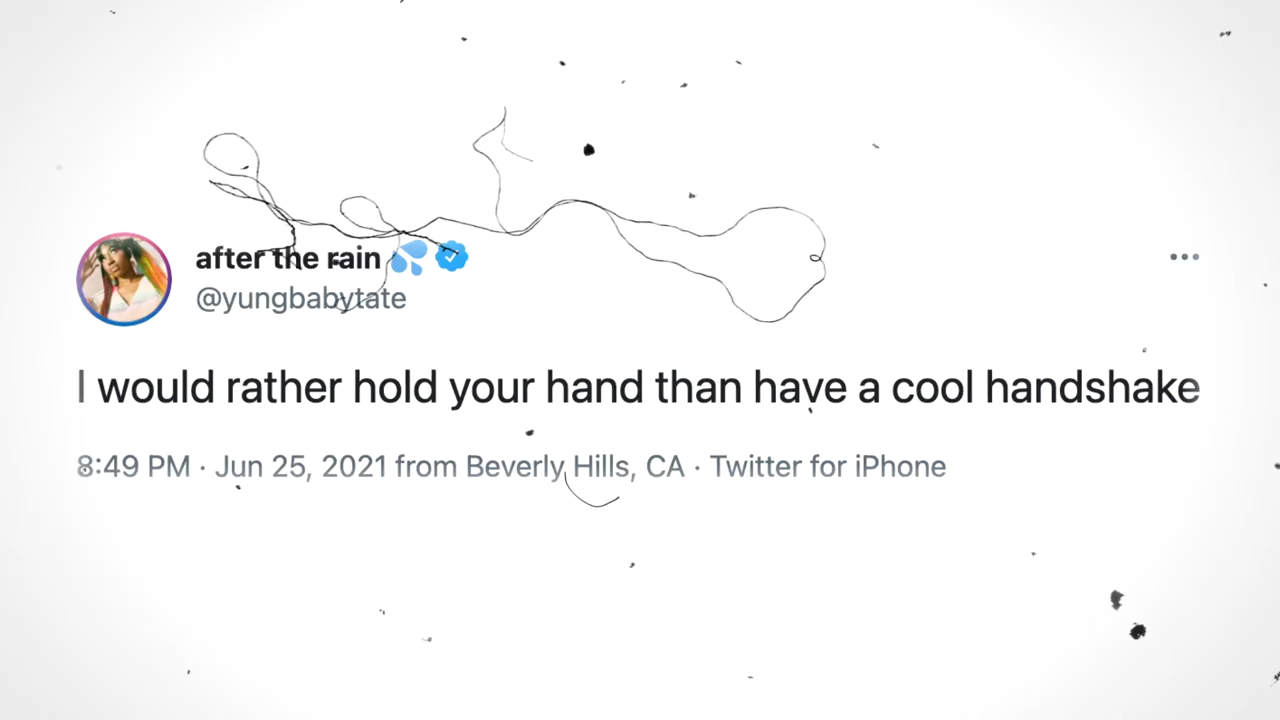 after the rain 💦
@yungbabytate
I would rather hold your hand than have a cool handshake
8:49 PM · Jun 25, 2021 from Beverly Hills, CA · Twitter for iPhone